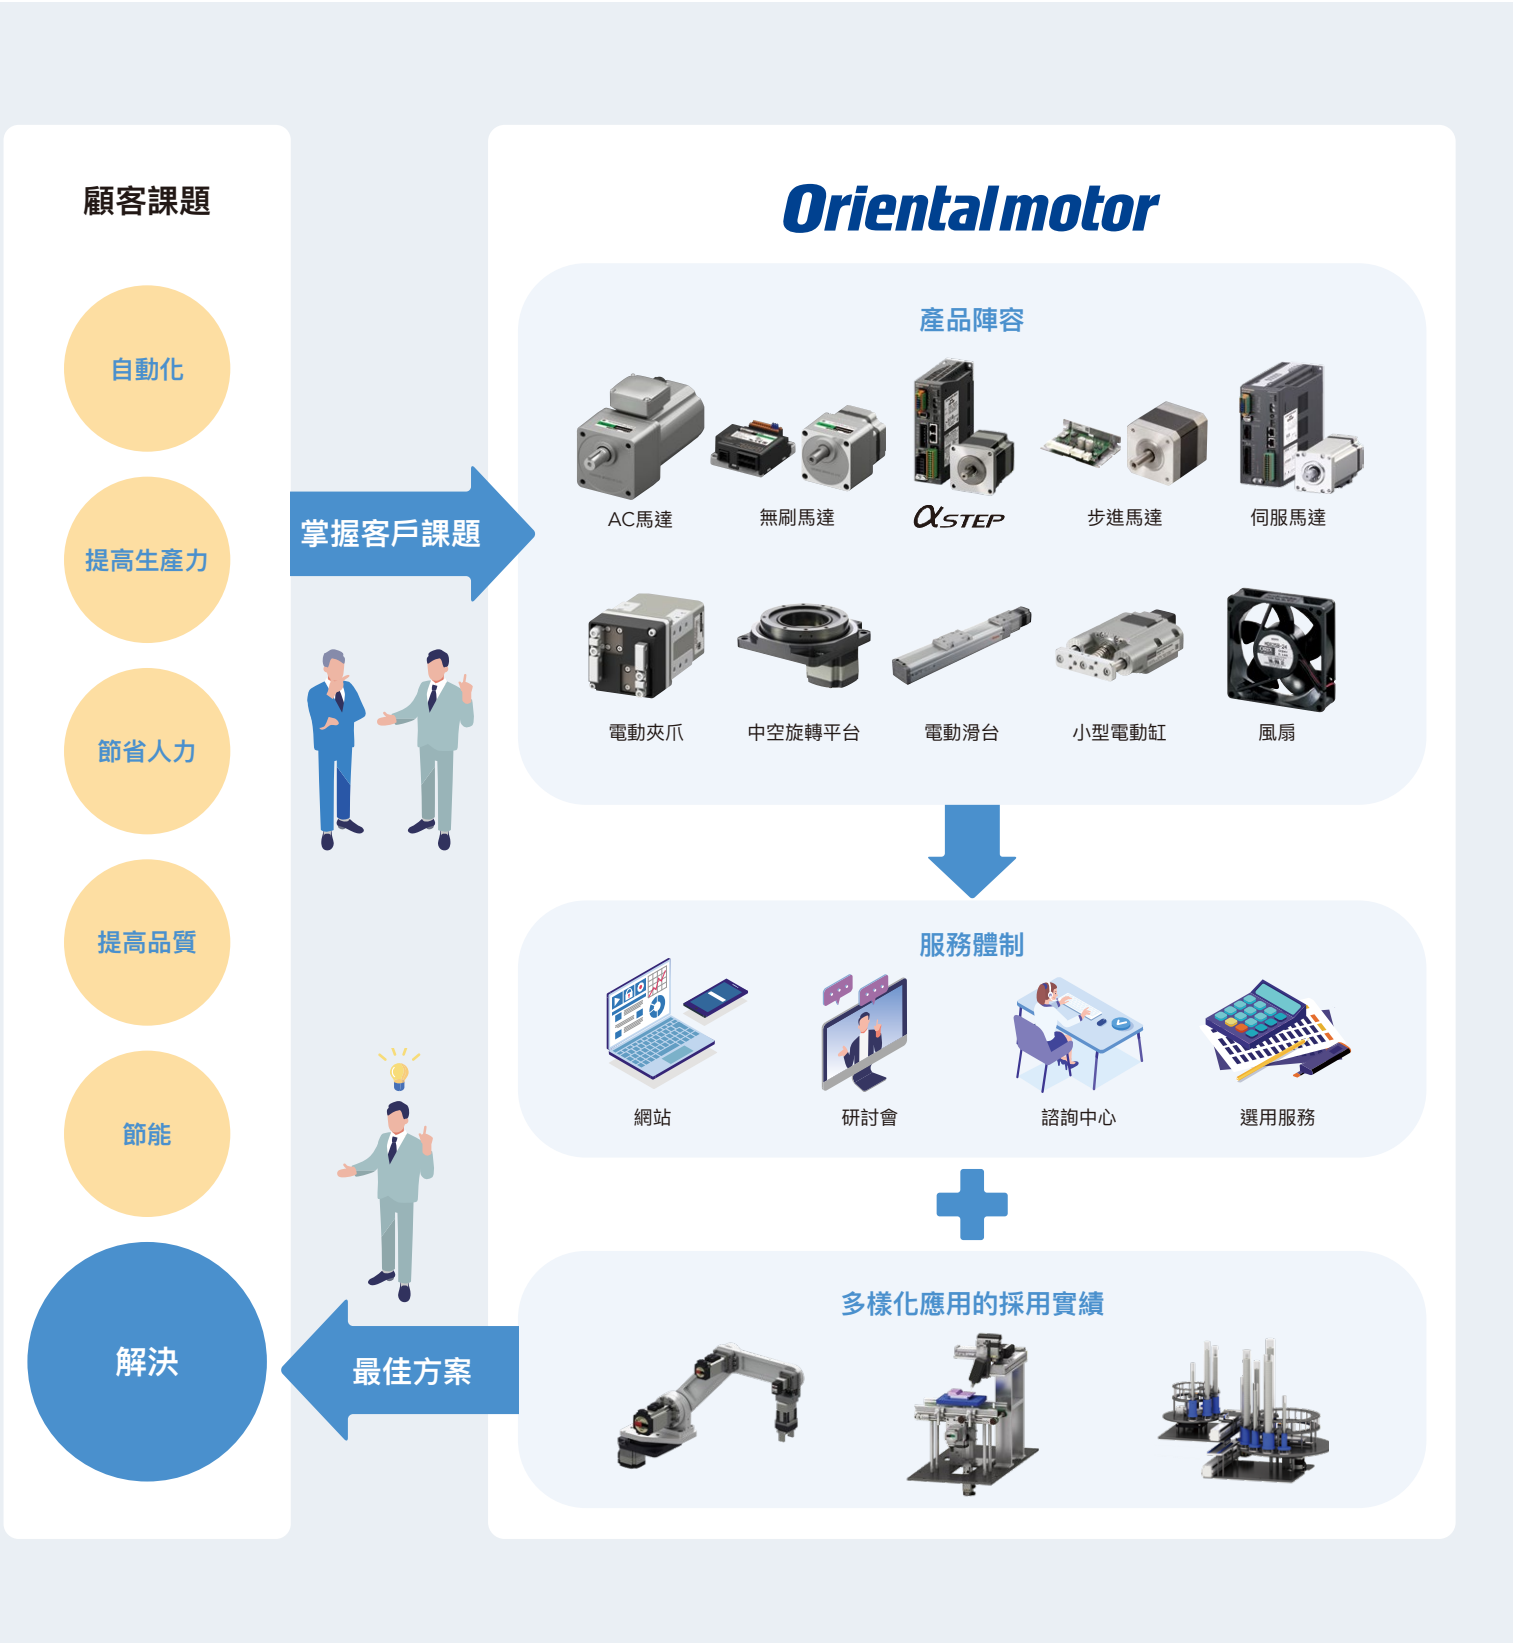 顧客課題
自動化
提高生產力
節省人力
提高品質
節能
解決
掌握客戶課題
最佳方案
Orientalmotor
產品陣容
AC馬達
無刷馬達
αSTEP
步進馬達
伺服馬達
電動夾爪
中空旋轉平台
電動滑台
小型電動缸
風扇
服務體制
網站
研討會
諮詢中心
選用服務
多樣化應用的採用實績